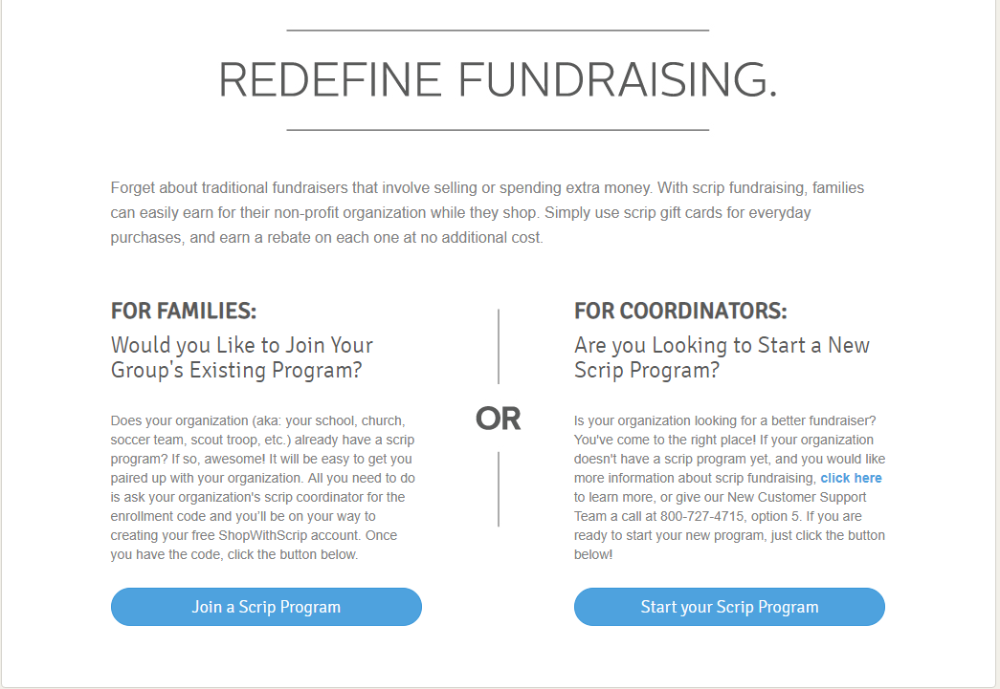 REDEFINE FUNDRAISING.
Forget about traditional fundraisers that involve selling or spending extra money. With scrip fundraising, families
can easily earn for their non-profit organization while they shop. Simply use scrip gift cards for everyday
purchases, and earn a rebate on each one at no additional cost.
FOR FAMILIES:
Would you Like to Join Your
Group's Existing Program?
Does your organization (aka: your school, church,
soccer team, scout troop, etc.) already have a scrip
program? If so, awesome! It will be easy to get you
paired up with your organization. All you need to do
is ask your organization's scrip coordinator for the
enrollment code and you'll be on your way to
creating your free ShopWithScrip account. Once
you have the code, click the button below.
Join a Scrip Program
OR
FOR COORDINATORS:
Are you Looking to Start a New
Scrip Program?
Is your organization looking for a better fundraiser?
You've come to the right place! If your organization
doesn't have a scrip program yet, and you would like
more information about scrip fundraising, click here
to learn more, or give our New Customer Support
Team a call at 800-727-4715, option 5. If you are
ready to start your new program, just click the button
below!
Start your Scrip Program